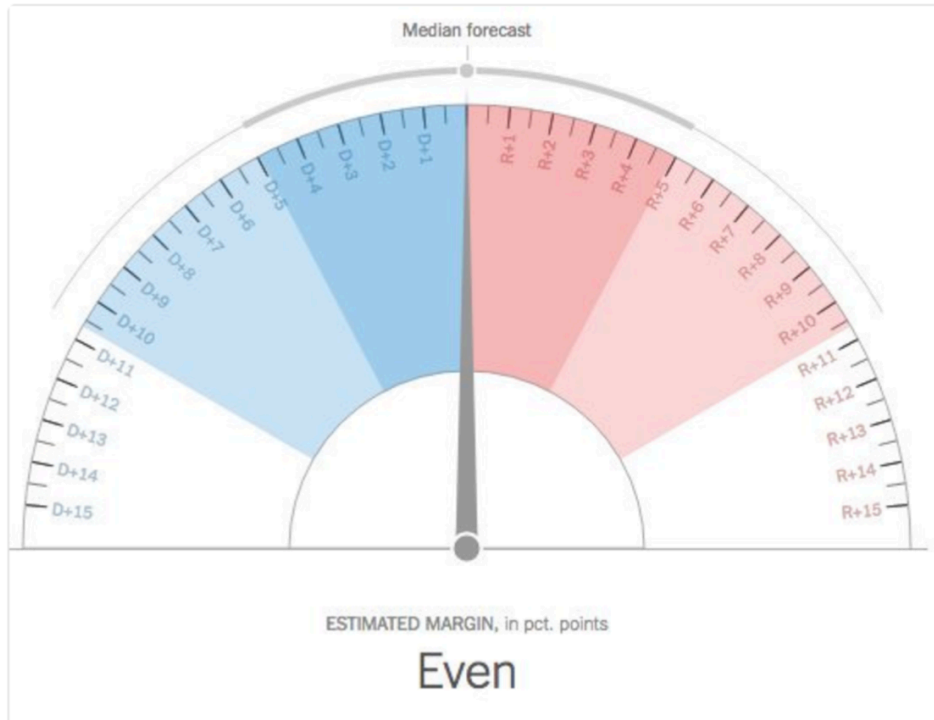 Median forecast
D+1
D+2
D+3
D+4
D+5
D+6
D+7
D+8
D+9
D+10
D+11
D+12
D+13
D+14
D+15
R+1
R+2
R+3
R+4
R+5
R+6
R+7
R+8
R+9
R+10
R+11
R+12
R+13
R+14
R+15
ESTIMATED MARGIN, in pct. points
Even